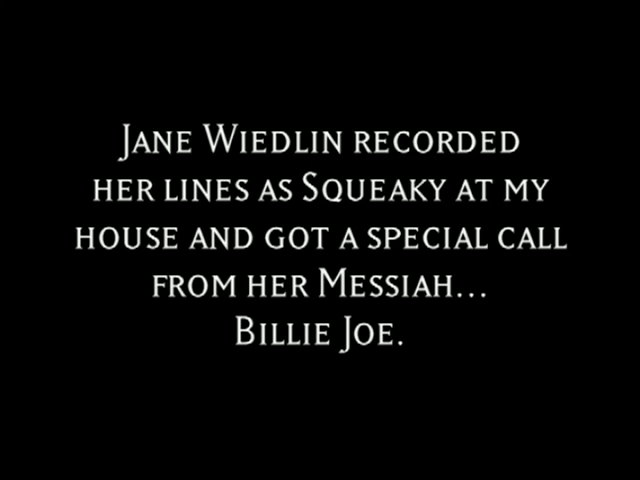 Jane Wiedlin recorded
her lines as Squeaky at my
house and got a special call
from her Messiah...
Billie Joe.